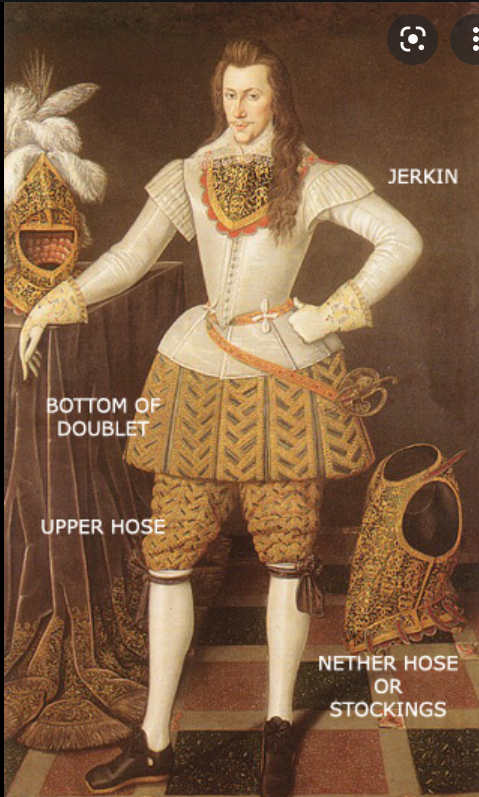 JERKIN
BOTTOM OF
DOUBLET
UPPER HOSE
NETHER HOSE
OR
STOCKINGS